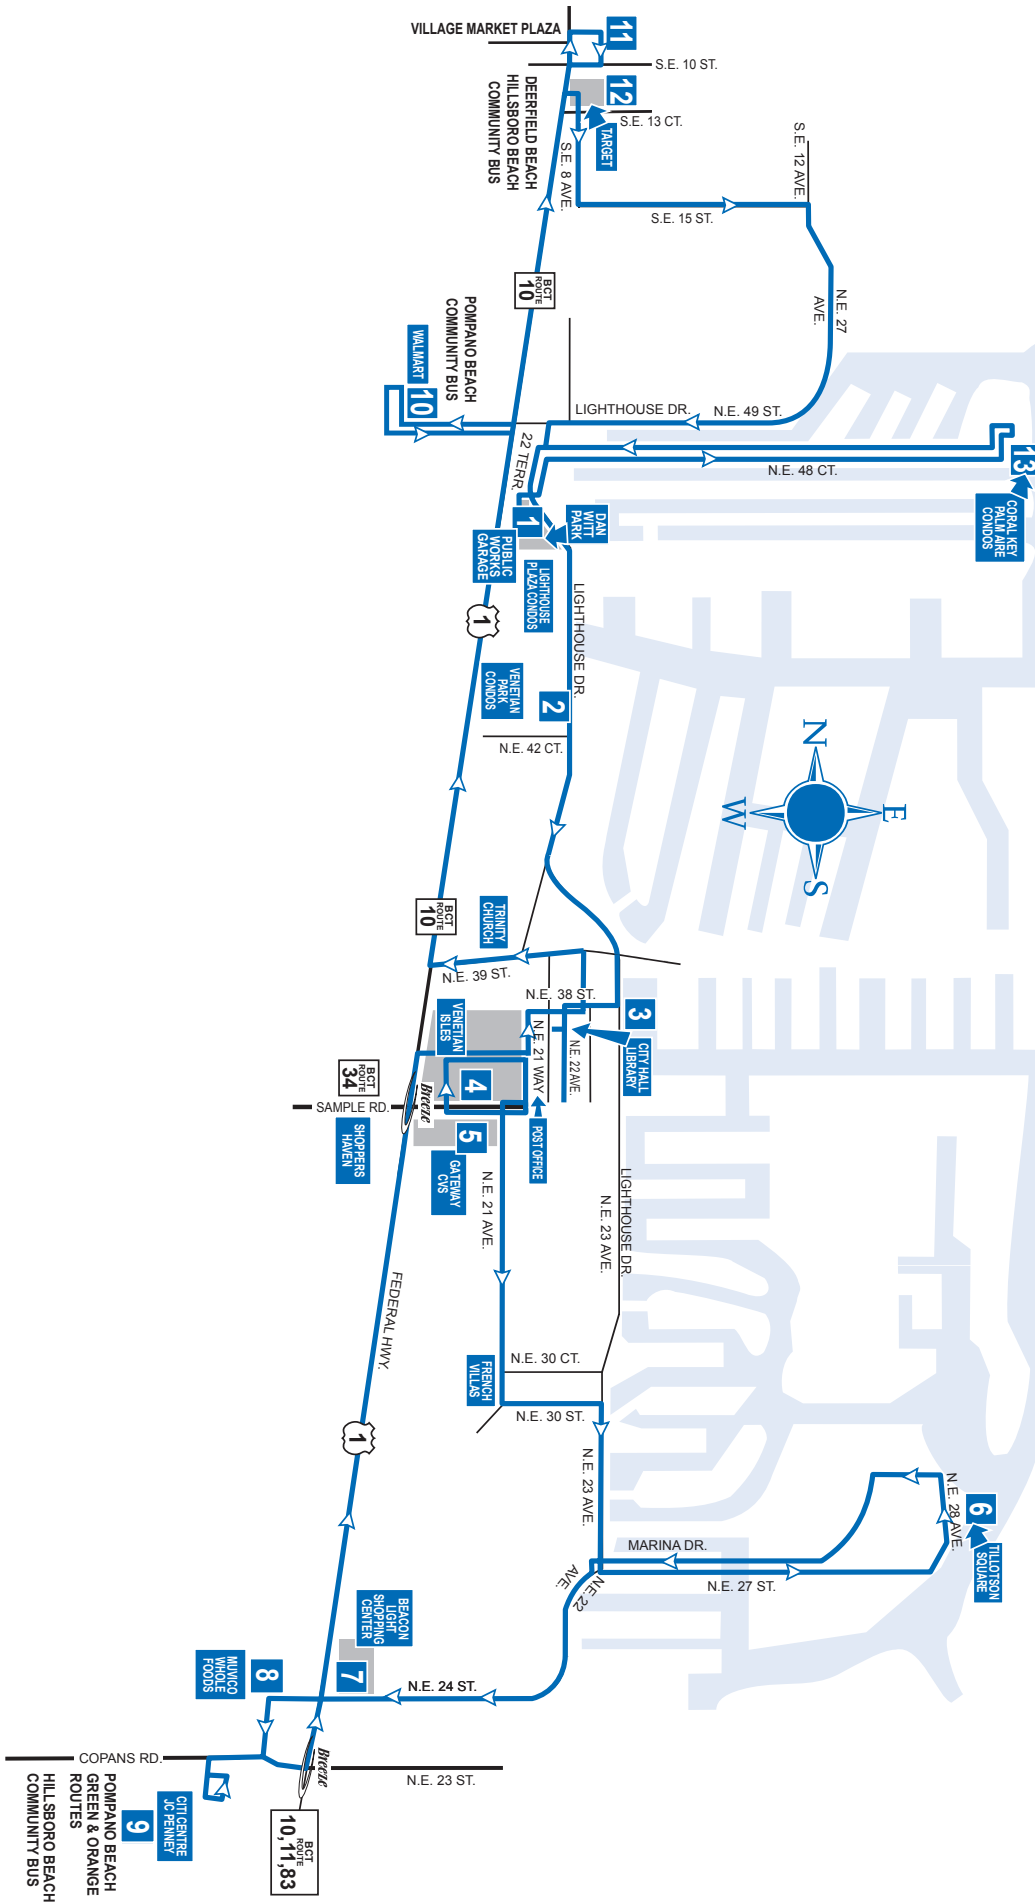 VILLAGE MARKET PLAZA
11
S.E. 10 ST.
12
S.E. 13 CT.
TARGET
DEERFIELD BEACH
HILLSBORO BEACH
COMMUNITY BUS
S.E. 8 AVE.
S.E. 12 AVE.
S.E. 15 ST.
BCT
ROUTE
10
N.E. 27
AVE.
POMPANO BEACH
COMMUNITY BUS
WALMART
10
LIGHTHOUSE DR.
N.E. 49 ST.
22 TERR.
N.E. 48 CT.
13
CORAL KEY
PALM AIRE
CONDOS
1
DAN
WITT
PARK
PUBLIC
WORKS
GARAGE
LIGHTHOUSE
PLAZA CONDOS
LIGHTHOUSE DR.
1
VENETIAN
PARK
CONDOS
2
N.E. 42 CT.
N
E
W
S
BCT
ROUTE
10
TRINITY
CHURCH
N.E. 39 ST.
N.E. 38 ST.
3
CITY HALL
LIBRARY
VENETIAN
ISLES
N.E. 21 WAY
N.E. 22 AVE.
4
BCT
ROUTE
34
Breeze
SAMPLE RD.
SHOPPERS
HAVEN
5
GATEWAY
CVS
POST OFFICE
N.E. 21 AVE.
LIGHTHOUSE DR.
N.E. 23 AVE.
FEDERAL HWY.
N.E. 30 CT.
FRENCH
VILLAS
N.E. 30 ST.
1
N.E. 23 AVE.
N.E. 28 AVE.
6
TILLOTSON
SQUARE
MARINA DR.
N.E. 27 ST.
N.E. 22
AVE.
BEACON
LIGHT
SHOPPING
CENTER
7
MUVICO
WHOLE
FOODS
8
N.E. 24 ST.
COPANS RD.
Breeze
N.E. 23 ST.
CITI CENTRE
JC PENNEY
9
POMPANO BEACH
GREEN & ORANGE
ROUTES
HILLSBORO BEACH
COMMUNITY BUS
BCT
ROUTE
10,11,83